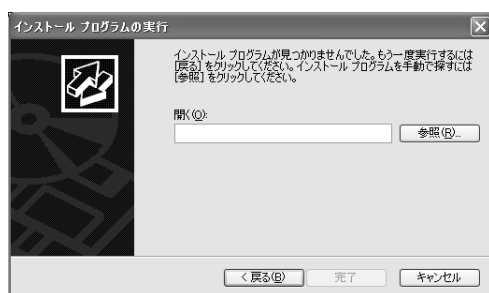 インストール プログラムの実行
インストール プログラムが見つかりませんでした。もう一度実行するには
[戻る] をクリックしてください。インストール プログラムを手動で探すには
[参照] をクリックしてください。
開く(O):
参照(R)...
< 戻る(B)
完了
キャンセル